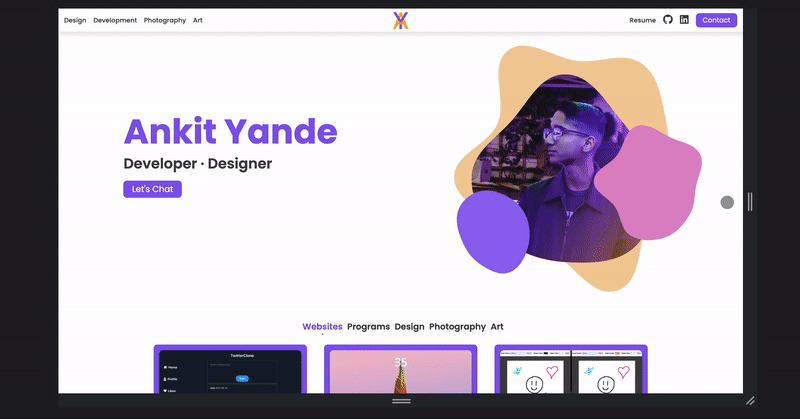 Design Development Photography Art
Resume Contact
Ankit Yande
Developer · Designer
Let's Chat
Websites Programs Design Photography Art
TwitterClone
Home
Profile
Likes
35